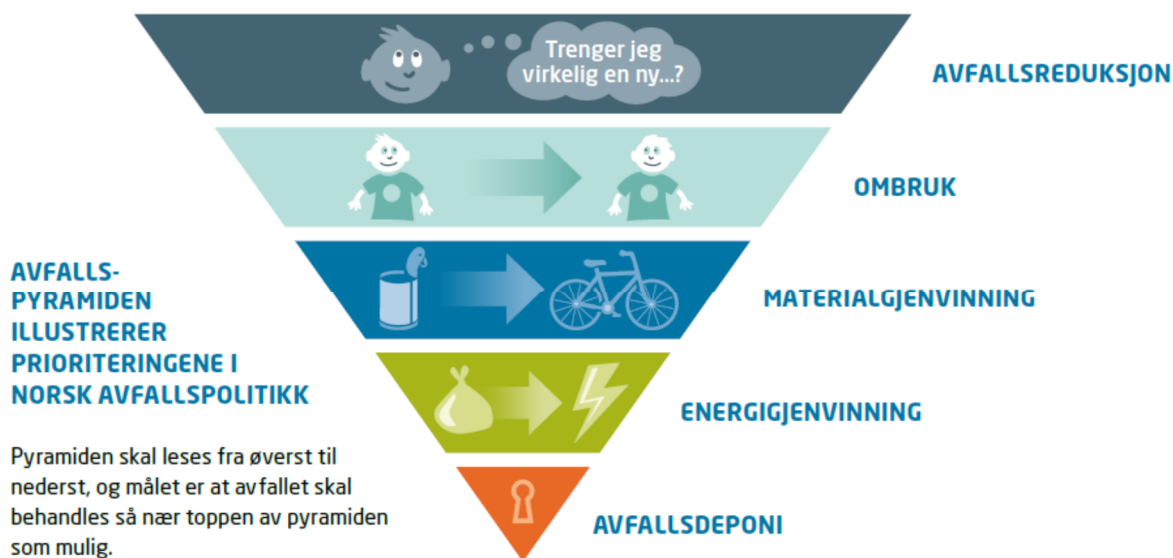 Trenger jeg
virkelig en ny...?
AVFALLSREDUKSJON
OMBRUK
MATERIALGJENVINNING
ENERGIGJENVINNING
AVFALLSDEPONI
AVFALLS-
PYRAMIDEN
ILLUSTRERER
PRIORITERINGENE I
NORSK AVFALLSPOLITIKK
Pyramiden skal leses fra øverst til
nederst, og målet er at avfallet skal
behandles så nær toppen av pyramiden
som mulig.